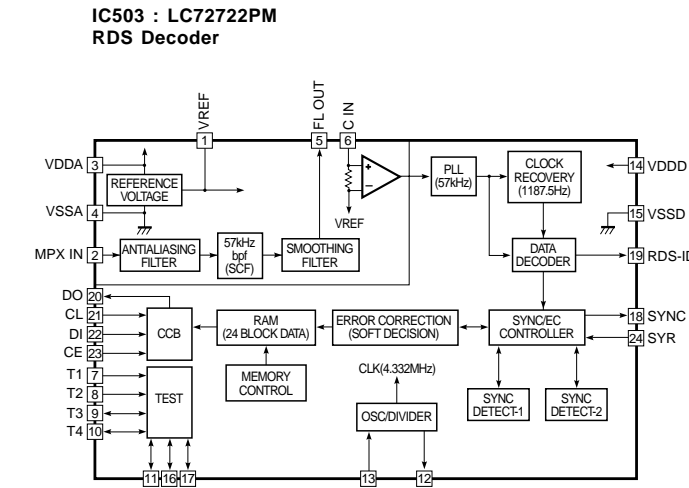 IC503 : LC72722PM
RDS Decoder
VREF
FL OUT
C IN
1
5
6
VDDA 3
REFERENCE
VOLTAGE
VSSA 4
MPX IN 2
ANTIALIASING
FILTER
57kHz
bpf
(SCF)
SMOOTHING
FILTER
+
–
VREF
PLL
(57kHz)
CLOCK
RECOVERY
(1187.5Hz)
DATA
DECODER
14 VDDD
15 VSSD
19 RDS-ID
DO 20
CL 21
DI 22
CE 23
CCB
RAM
(24 BLOCK DATA)
ERROR CORRECTION
(SOFT DECISION)
SYNC/EC
CONTROLLER
18 SYNC
24 SYR
T1 7
T2 8
T3 9
T4 10
TEST
MEMORY
CONTROL
CLK(4.332MHz)
OSC/DIVIDER
SYNC
DETECT-1
SYNC
DETECT-2
11 16 17
13
12